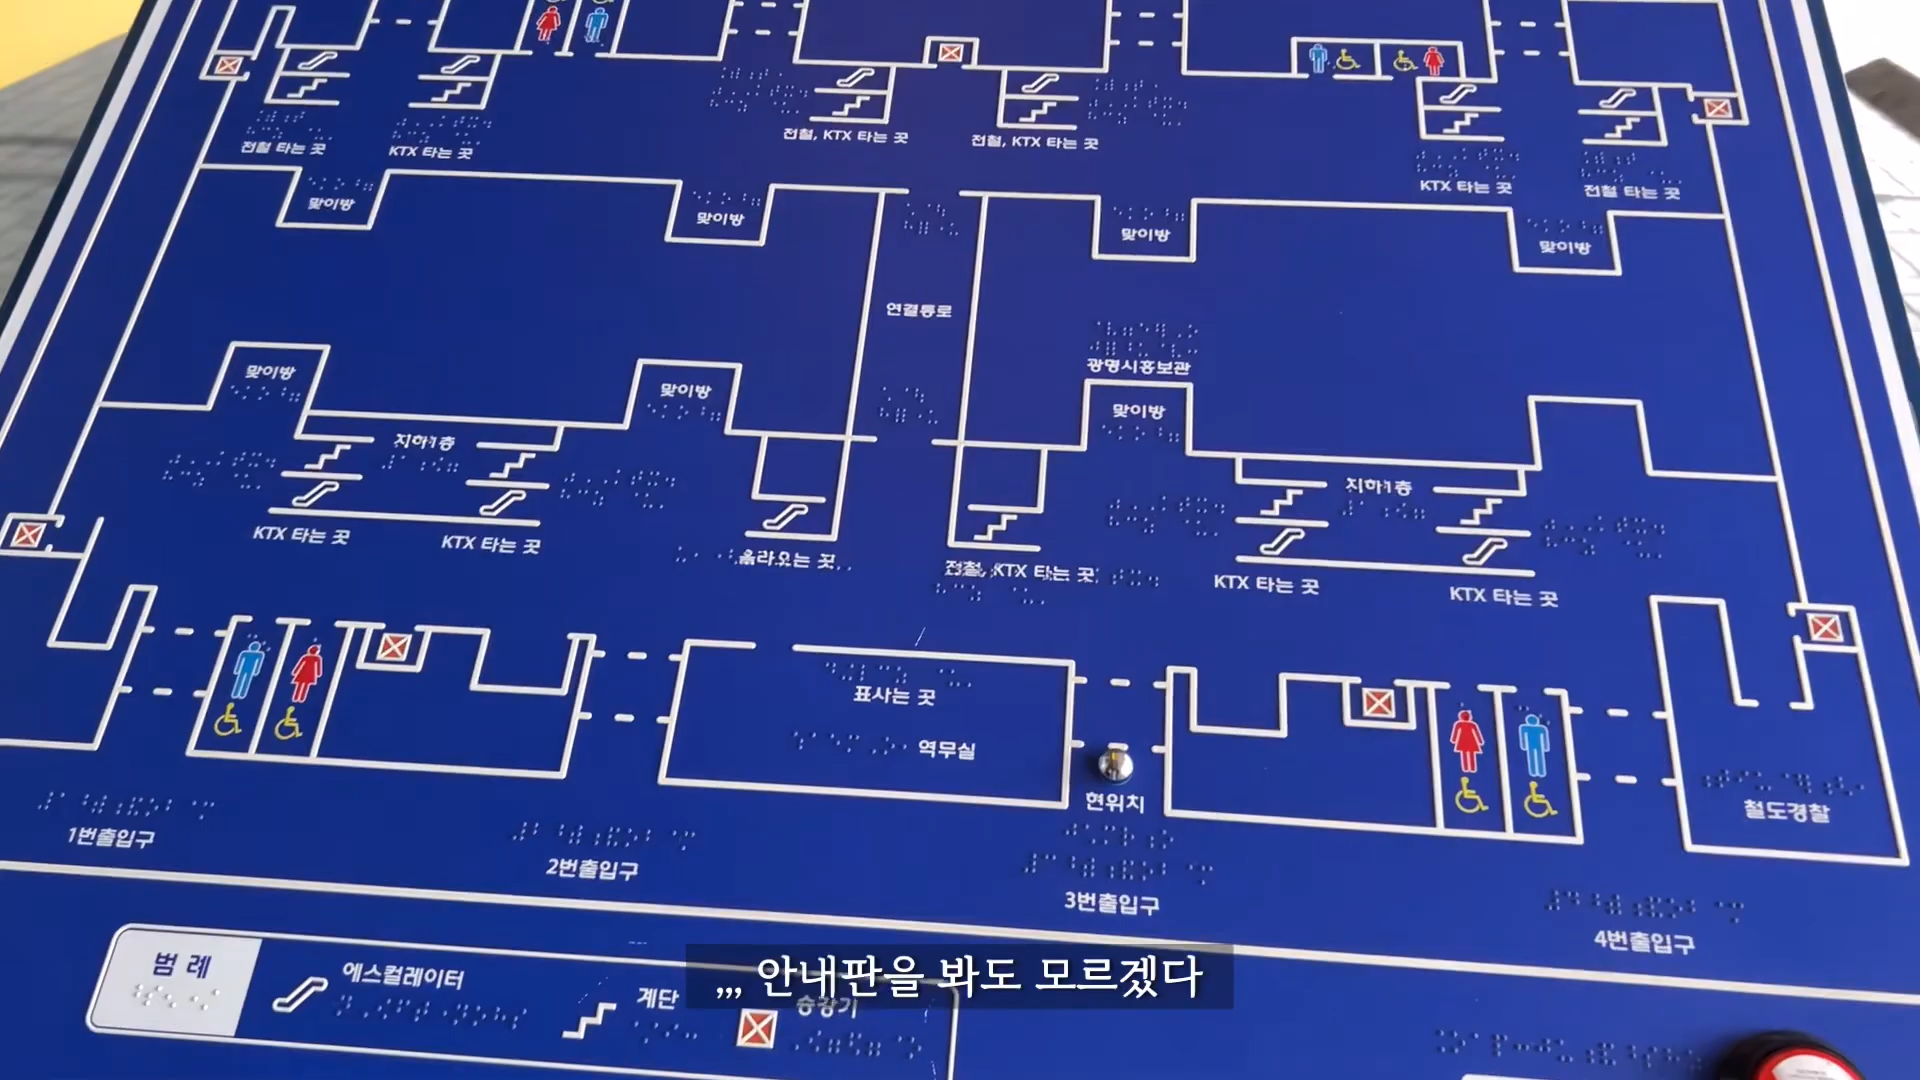 전철 타는 곳
KTX 타는 곳
전철, KTX 타는 곳
전철, KTX 타는 곳
KTX 타는 곳
전철 타는 곳
맞이방
맞이방
맞이방
맞이방
연결통로
광명시홍보관
맞이방
맞이방
맞이방
지하1층
지하1층
KTX 타는 곳
KTX 타는 곳
올라오는 곳
전철, KTX 타는 곳
KTX 타는 곳
KTX 타는 곳
표사는 곳
역무실
현위치
철도경찰
1번출입구
2번출입구
3번출입구
4번출입구
범례
에스컬레이터
계단
승강기
,,, 안내판을 봐도 모르겠다